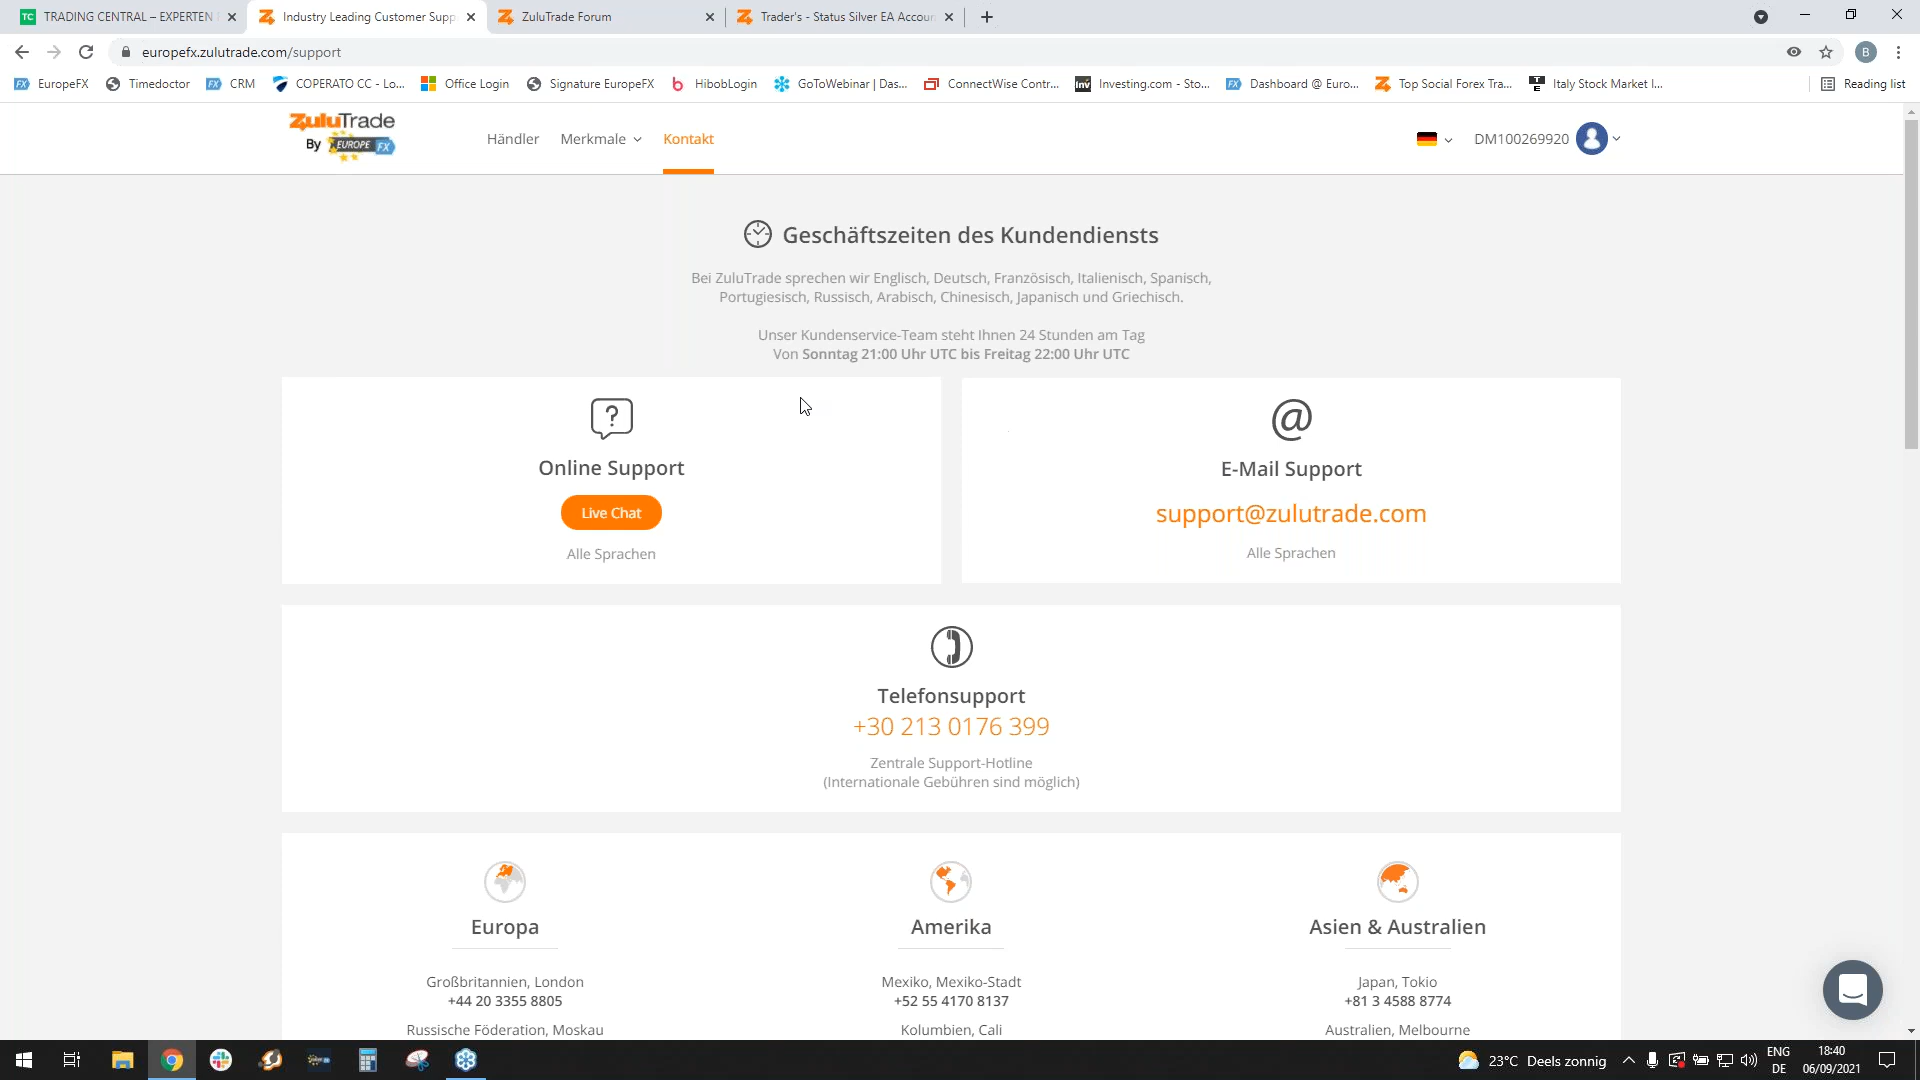 TRADING CENTRAL – EXPERTEN
Industry Leading Customer Supp
ZuluTrade Forum
Trader's - Status Silver EA Accoun
europefx.zulutrade.com/support
B
EuropeFX
Timedoctor
CRM
COPERATO CC - Lo...
Office Login
Signature EuropeFX
HibobLogin
GoToWebinar | Das...
ConnectWise Contr...
Investing.com - Sto...
Dashboard @ Euro...
Top Social Forex Tra...
Italy Stock Market I...
Reading list
ZuluTrade
By EUROPE FX
Händler
Merkmale
Kontakt
DM100269920
Geschäftszeiten des Kundendiensts
Bei ZuluTrade sprechen wir Englisch, Deutsch, Französisch, Italienisch, Spanisch,
Portugiesisch, Russisch, Arabisch, Chinesisch, Japanisch und Griechisch.
Unser Kundenservice-Team steht Ihnen 24 Stunden am Tag
Von Sonntag 21:00 Uhr UTC bis Freitag 22:00 Uhr UTC
Online Support
Live Chat
Alle Sprachen
E-Mail Support
support@zulutrade.com
Alle Sprachen
Telefonsupport
+30 213 0176 399
Zentrale Support-Hotline
(Internationale Gebühren sind möglich)
Europa
Großbritannien, London
+44 20 3355 8805
Russische Föderation, Moskau
Amerika
Mexiko, Mexiko-Stadt
+52 55 4170 8137
Kolumbien, Cali
Asien & Australien
Japan, Tokio
+81 3 4588 8774
Australien, Melbourne
23°C Deels zonnig
ENG
DE
18:40
06/09/2021